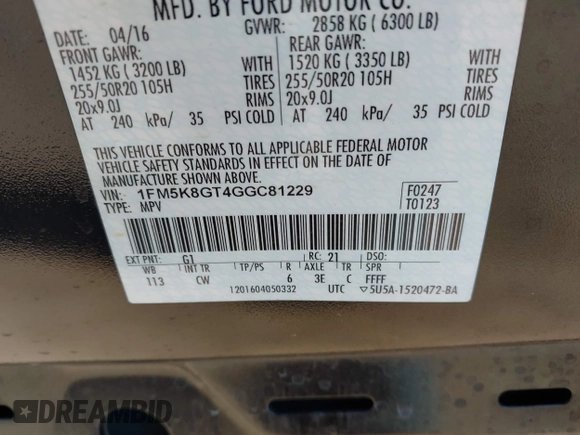 MFD. BY FORD MOTOR CO.
DATE: 04/16 GVWR: 2858 KG ( 6300 LB)
FRONT GAWR: REAR GAWR:
1452 KG ( 3200 LB) WITH 1520 KG ( 3350 LB) WITH
255/50R20 105H TIRES 255/50R20 105H TIRES
20x9.0J RIMS 20x9.0J RIMS
AT 240 kPa/ 35 PSI COLD AT 240 kPa/ 35 PSI COLD
THIS VEHICLE CONFORMS TO ALL APPLICABLE FEDERAL MOTOR
VEHICLE SAFETY STANDARDS IN EFFECT ON THE DATE OF
MANUFACTURE SHOWN ABOVE.
VIN: 1FM5K8GT4GGC81229 F0247
TYPE: MPV T0123
EXT PNT: G1 RC: 21 DSO:
WB INT TR TP/PS R AXLE TR SPR
113 CW 6 3E C FFFF
1201604050332 UTC ▽5U5A-1520472-BA
DREAMBID